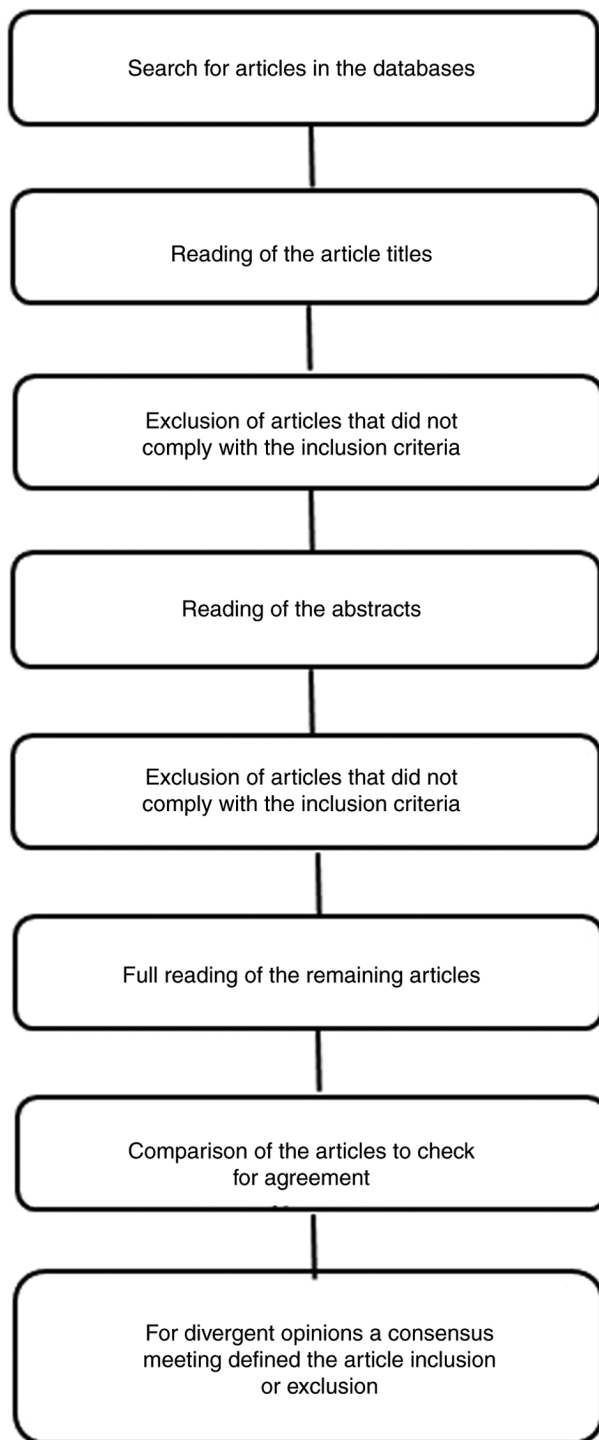 Search for articles in the databases
Reading of the article titles
Exclusion of articles that did not
comply with the inclusion criteria
Reading of the abstracts
Exclusion of articles that did not
comply with the inclusion criteria
Full reading of the remaining articles
Comparison of the articles to check
for agreement
For divergent opinions a consensus
meeting defined the article inclusion
or exclusion